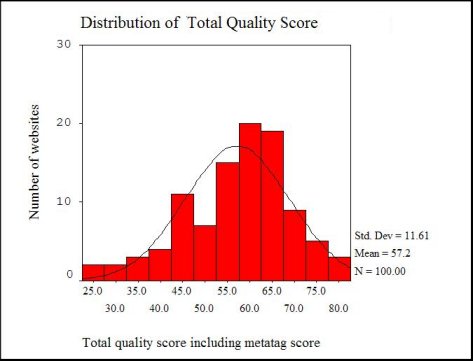 Distribution of Total Quality Score
30
20
10
0
Number of websites
Std. Dev = 11.61
Mean = 57.2
N = 100.00
25.0 35.0 45.0 55.0 65.0 75.0
30.0 40.0 50.0 60.0 70.0 80.0
Total quality score including metatag score